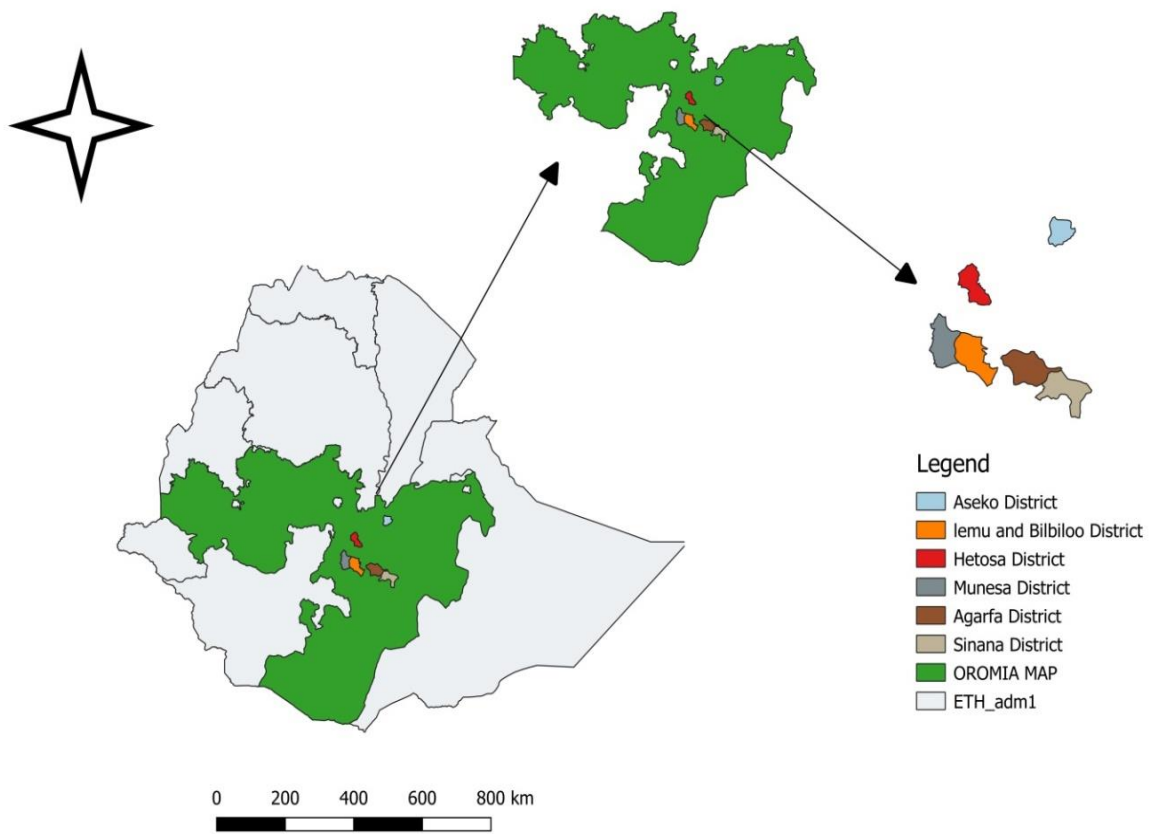 Legend
Aseko District
lemu and Bilbiloo District
Hetosa District
Munesa District
Agarfa District
Sinana District
OROMIA MAP
ETH_adm1
0 200 400 600 800 km